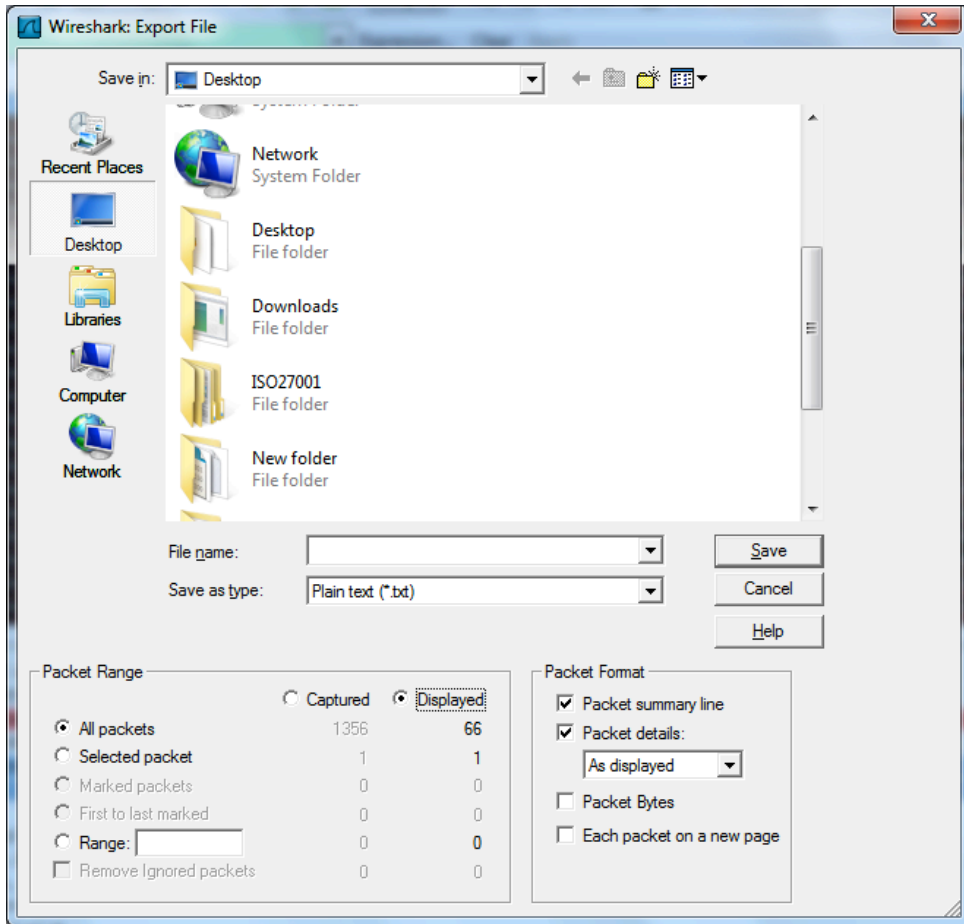 Wireshark: Export File
Save in: Desktop
System Folder
Recent Places
Network
System Folder
Desktop
Desktop
File folder
Libraries
Downloads
File folder
Computer
ISO27001
File folder
Network
New folder
File folder
File name:
Save
Save as type: Plain text (*.txt)
Cancel
Help
Packet Range
Captured Displayed
All packets 1356 66
Selected packet 1 1
Marked packets 0 0
First to last marked 0 0
Range: 0 0
Remove Ignored packets 0 0
Packet Format
Packet summary line
Packet details:
As displayed
Packet Bytes
Each packet on a new page